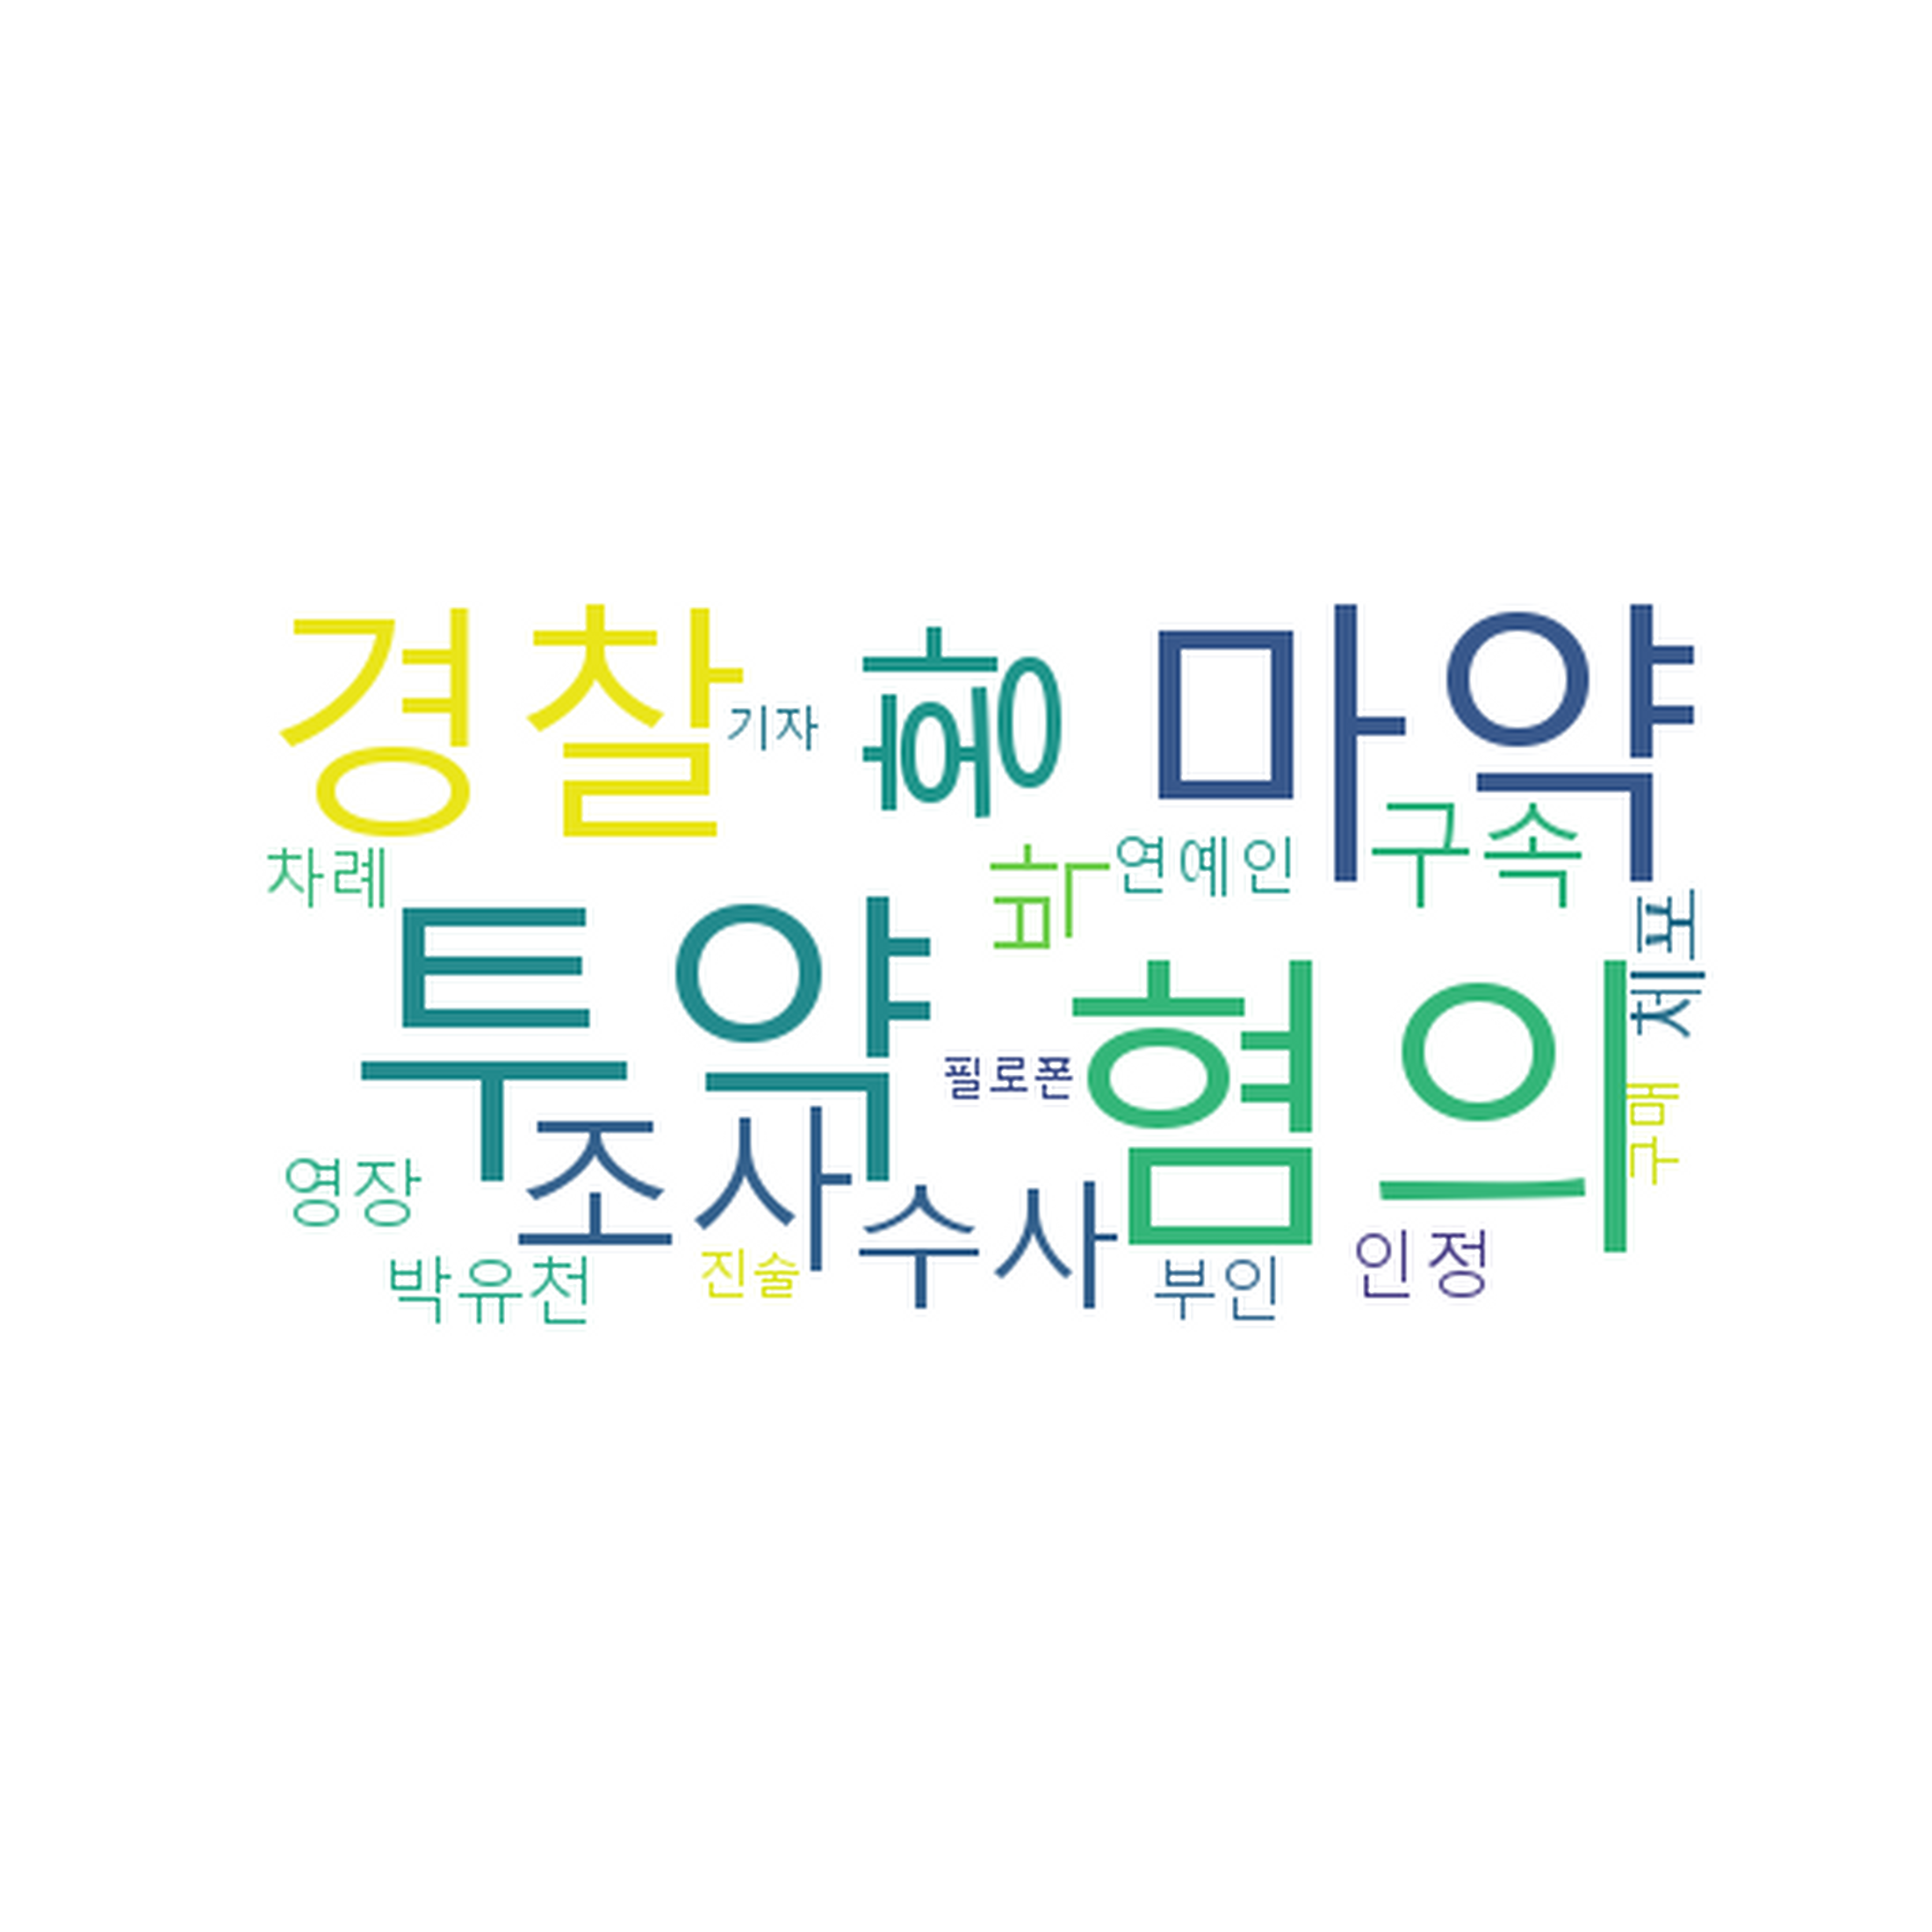 경찰
기자
황
마약
차례
박
연예인
구속
체포
투약
필로폰
혐의
구매
영장
조사
수사
박유천
진술
부인
인정